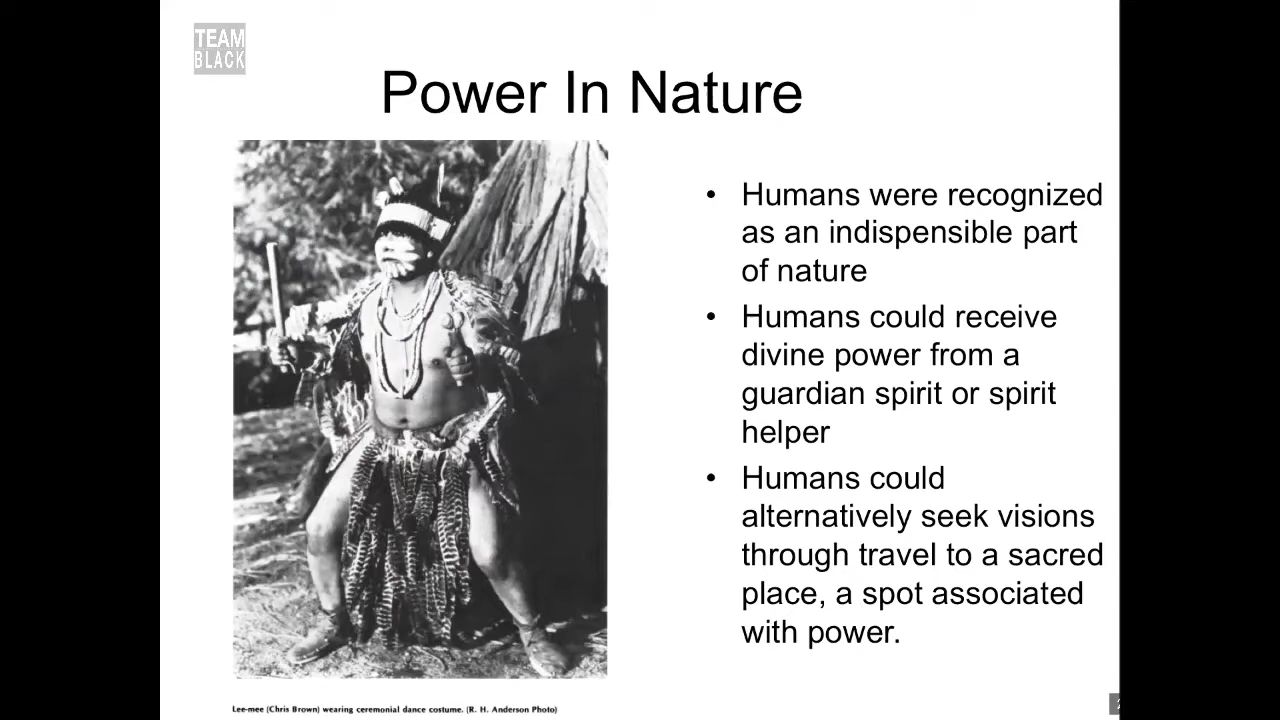 TEAM
BLACK
Power In Nature
• Humans were recognized
as an indispensible part
of nature
• Humans could receive
divine power from a
guardian spirit or spirit
helper
• Humans could
alternatively seek visions
through travel to a sacred
place, a spot associated
with power.
Lee-mee (Chris Brown) wearing ceremonial dance costume. (R. H. Anderson Photo)